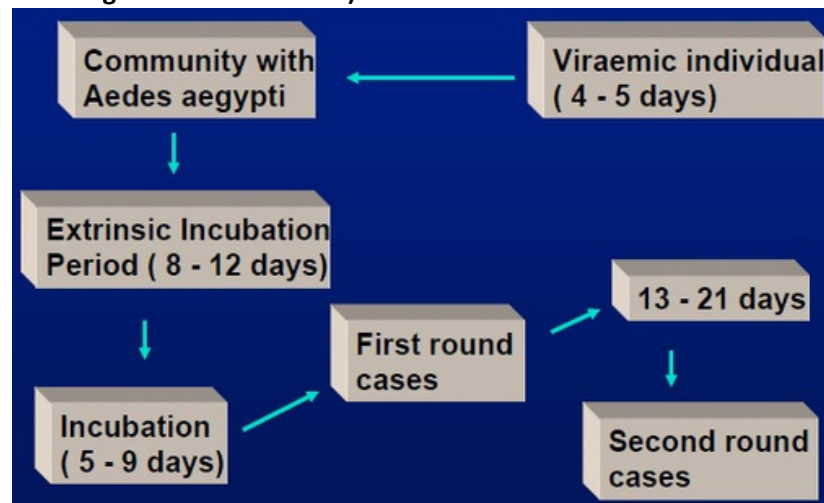 Community with
Aedes aegypti
Viraemic individual
( 4 - 5 days)
Extrinsic Incubation
Period ( 8 - 12 days)
Incubation
( 5 - 9 days)
First round
cases
13 - 21 days
Second round
cases